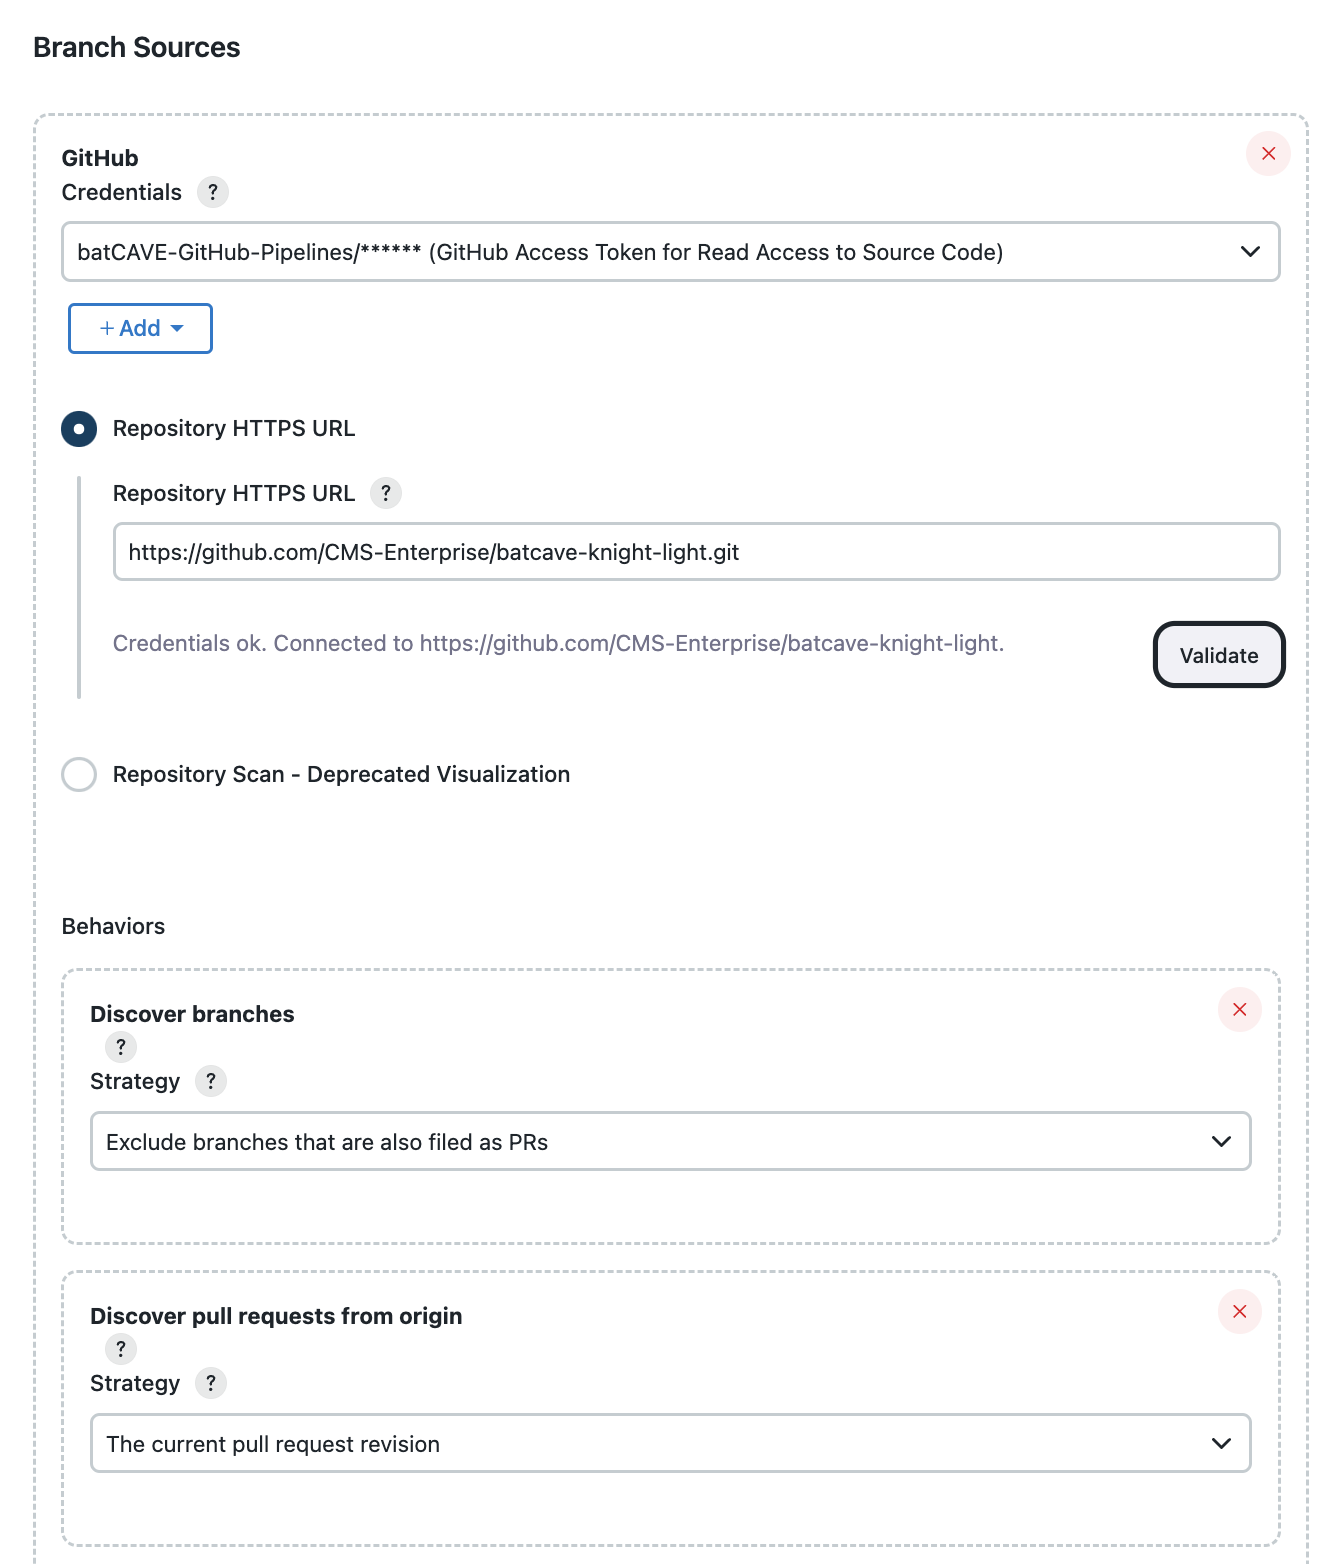 Branch Sources
GitHub
Credentials ?
batCAVE-GitHub-Pipelines/****** (GitHub Access Token for Read Access to Source Code)
+ Add
Repository HTTPS URL
Repository HTTPS URL ?
https://github.com/CMS-Enterprise/batcave-knight-light.git
Credentials ok. Connected to https://github.com/CMS-Enterprise/batcave-knight-light.
Validate
Repository Scan - Deprecated Visualization
Behaviors
Discover branches
?
Strategy ?
Exclude branches that are also filed as PRs
Discover pull requests from origin
?
Strategy ?
The current pull request revision